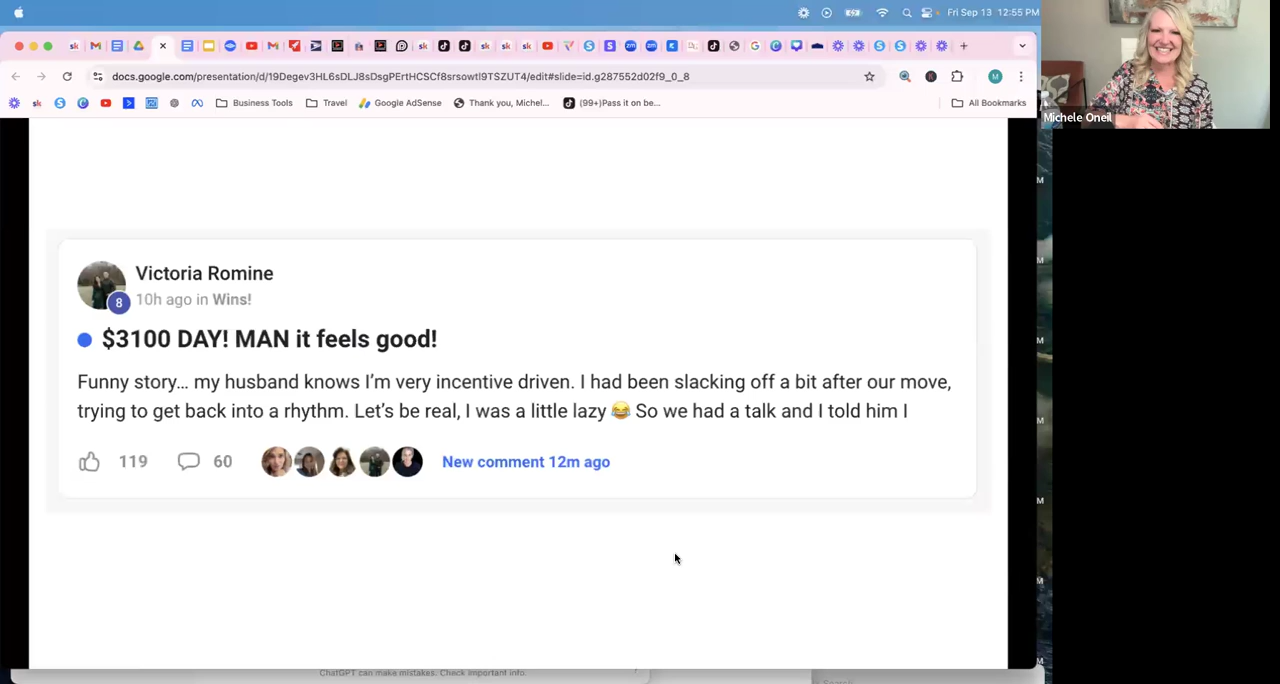 Fri Sep 13 12:55 PM
docs.google.com/presentation/d/19Degev3HL6sDLJ8sDsgPErtHCSCf8srsowtl9TSZUT4/edit#slide=id.g287552d02f9_0_8
M
Business Tools
Travel
Google AdSense
Thank you, Michel...
(99+)Pass it on be...
All Bookmarks
Michele Oneil
Victoria Romine
8
10h ago in Wins!
$3100 DAY! MAN it feels good!
Funny story... my husband knows I’m very incentive driven. I had been slacking off a bit after our move,
trying to get back into a rhythm. Let’s be real, I was a little lazy 😂 So we had a talk and I told him I
119
60
New comment 12m ago
M
M
M
M
M
M
M
ChatGPT can make mistakes. Check important info.
Search